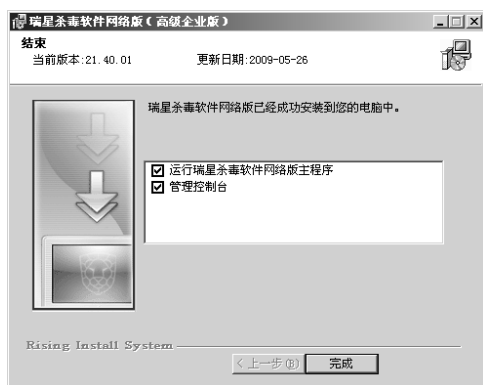 瑞星杀毒软件网络版(高级企业版)
结束
当前版本:21.40.01 更新日期:2009-05-26
瑞星杀毒软件网络版已经成功安装到您的电脑中。
运行瑞星杀毒软件网络版主程序
管理控制台
Rising Install System
<上一步(B) 完成